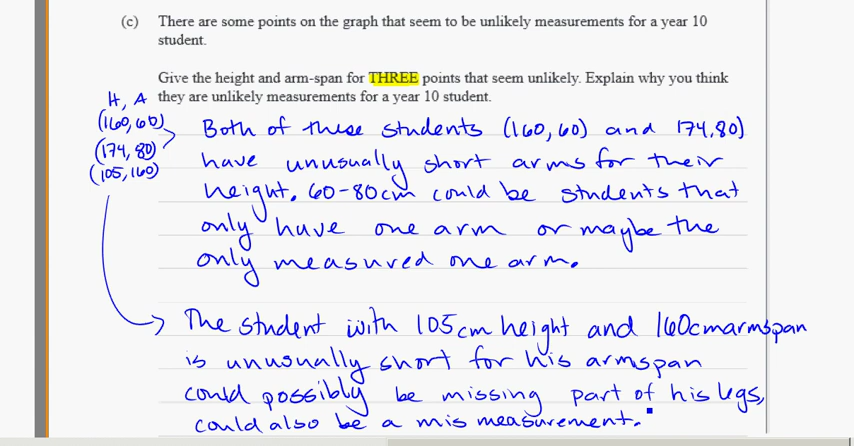 (c) There are some points on the graph that seem to be unlikely measurements for a year 10
student.
Give the height and arm-span for THREE points that seem unlikely. Explain why you think
they are unlikely measurements for a year 10 student.
H, A
(160,60)
(174, 80)
(105, 160)
Both of these students (160,60) and 174,80)
have unusually short arms for their
height. 60-80cm could be students that
only have one arm or maybe the
only measured one arm.
The student with 105cm height and 160cm armspan
is unusually short for his armspan
could possibly be missing part of his legs,
could also be a mis measurement.